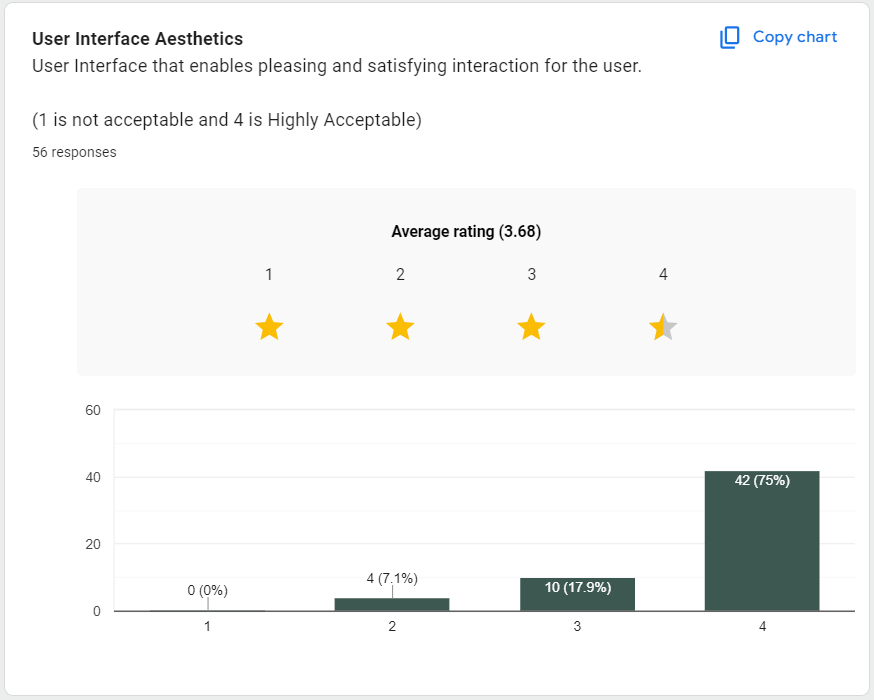 User Interface Aesthetics
Copy chart
User Interface that enables pleasing and satisfying interaction for the user.
(1 is not acceptable and 4 is Highly Acceptable)
56 responses
Average rating (3.68)
1 2 3 4
60
40
20
0
0 (0%)
4 (7.1%)
10 (17.9%)
42 (75%)
1 2 3 4